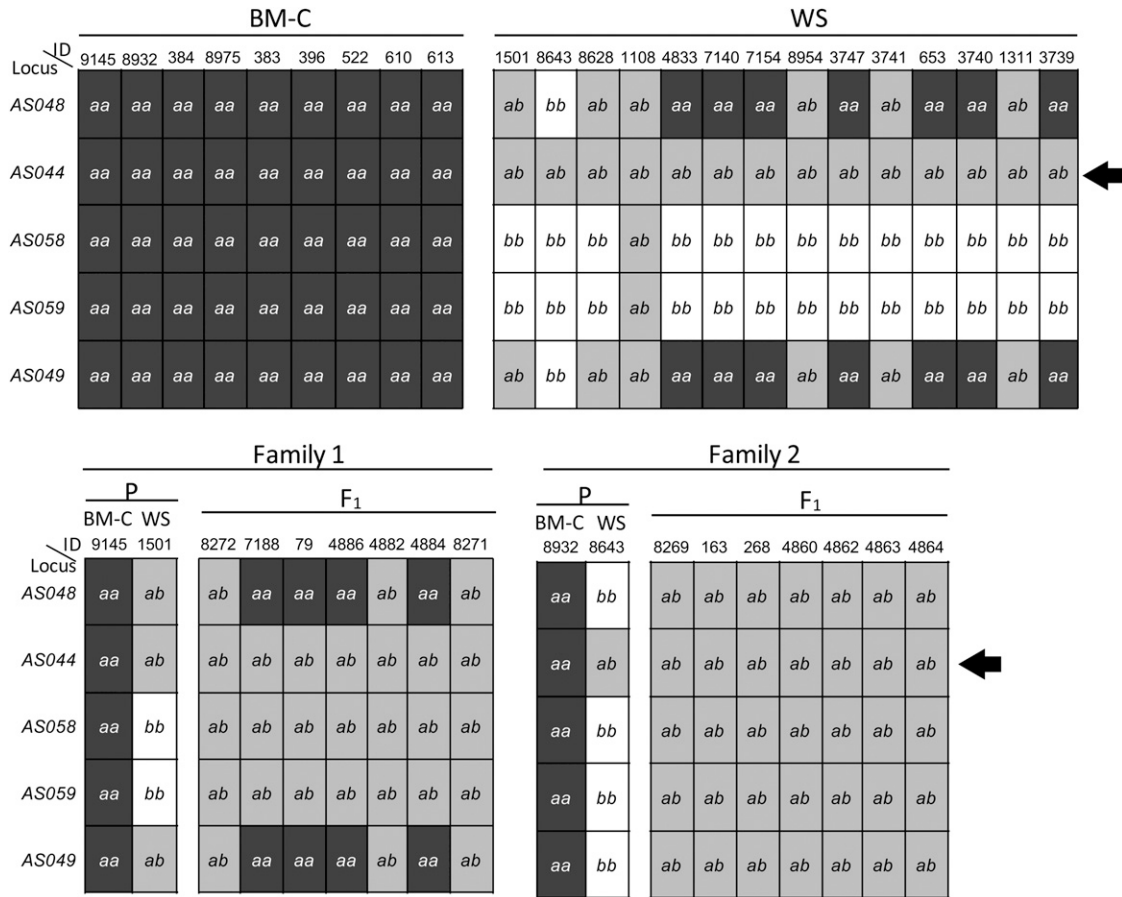 BM-C WS
ID 9145 8932 384 8975 383 396 522 610 613 1501 8643 8628 1108 4833 7140 7154 8954 3747 3741 653 3740 1311 3739
Locus
AS048 aa aa aa aa aa aa aa aa aa ab bb ab ab aa aa aa ab aa ab aa aa ab aa
AS044 aa aa aa aa aa aa aa aa aa ab ab ab ab ab ab ab ab ab ab ab ab ab ab
AS058 aa aa aa aa aa aa aa aa aa bb bb bb ab bb bb bb bb bb bb bb bb bb bb
AS059 aa aa aa aa aa aa aa aa aa bb bb bb ab bb bb bb bb bb bb bb bb bb bb
AS049 aa aa aa aa aa aa aa aa aa ab bb ab ab aa aa aa ab aa ab aa aa ab aa
Family 1 Family 2
P F1 P F1
BM-C WS BM-C WS
ID 9145 1501 8272 7188 79 4886 4882 4884 8271 8932 8643 8269 163 268 4860 4862 4863 4864
Locus
AS048 aa ab ab aa aa aa ab aa ab aa bb ab ab ab ab ab ab ab
AS044 aa ab ab ab ab ab ab ab ab aa ab ab ab ab ab ab ab ab
AS058 aa bb ab ab ab ab ab ab ab aa bb ab ab ab ab ab ab ab
AS059 aa bb ab ab ab ab ab ab ab aa bb ab ab ab ab ab ab ab
AS049 aa ab ab aa aa aa ab aa ab aa bb ab ab ab ab ab ab ab